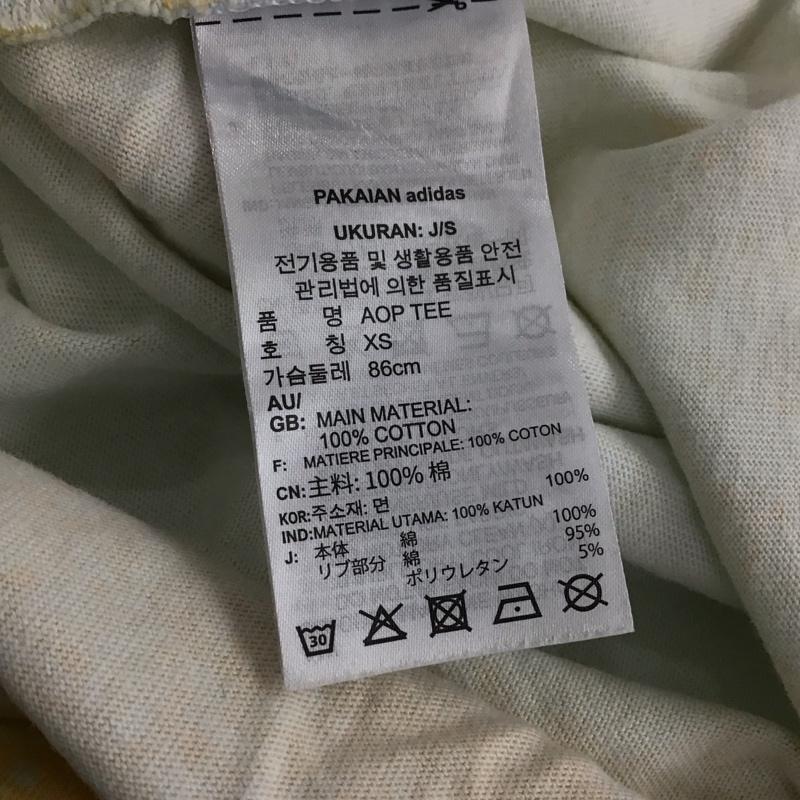 PAKAIAN adidas
UKURAN: J/S
전기용품 및 생활용품 안전
관리법에 의한 품질표시
품 명 AOP TEE
호 칭 XS
가슴둘레 86cm
AU/
GB: MAIN MATERIAL:
100% COTTON
F: MATIERE PRINCIPALE: 100% COTON
CN:主料: 100% 棉
KOR:주소재: 면 100%
IND:MATERIAL UTAMA: 100% KATUN
J: 本体 綿 100%
リブ部分 綿 95%
ポリウレタン 5%
30